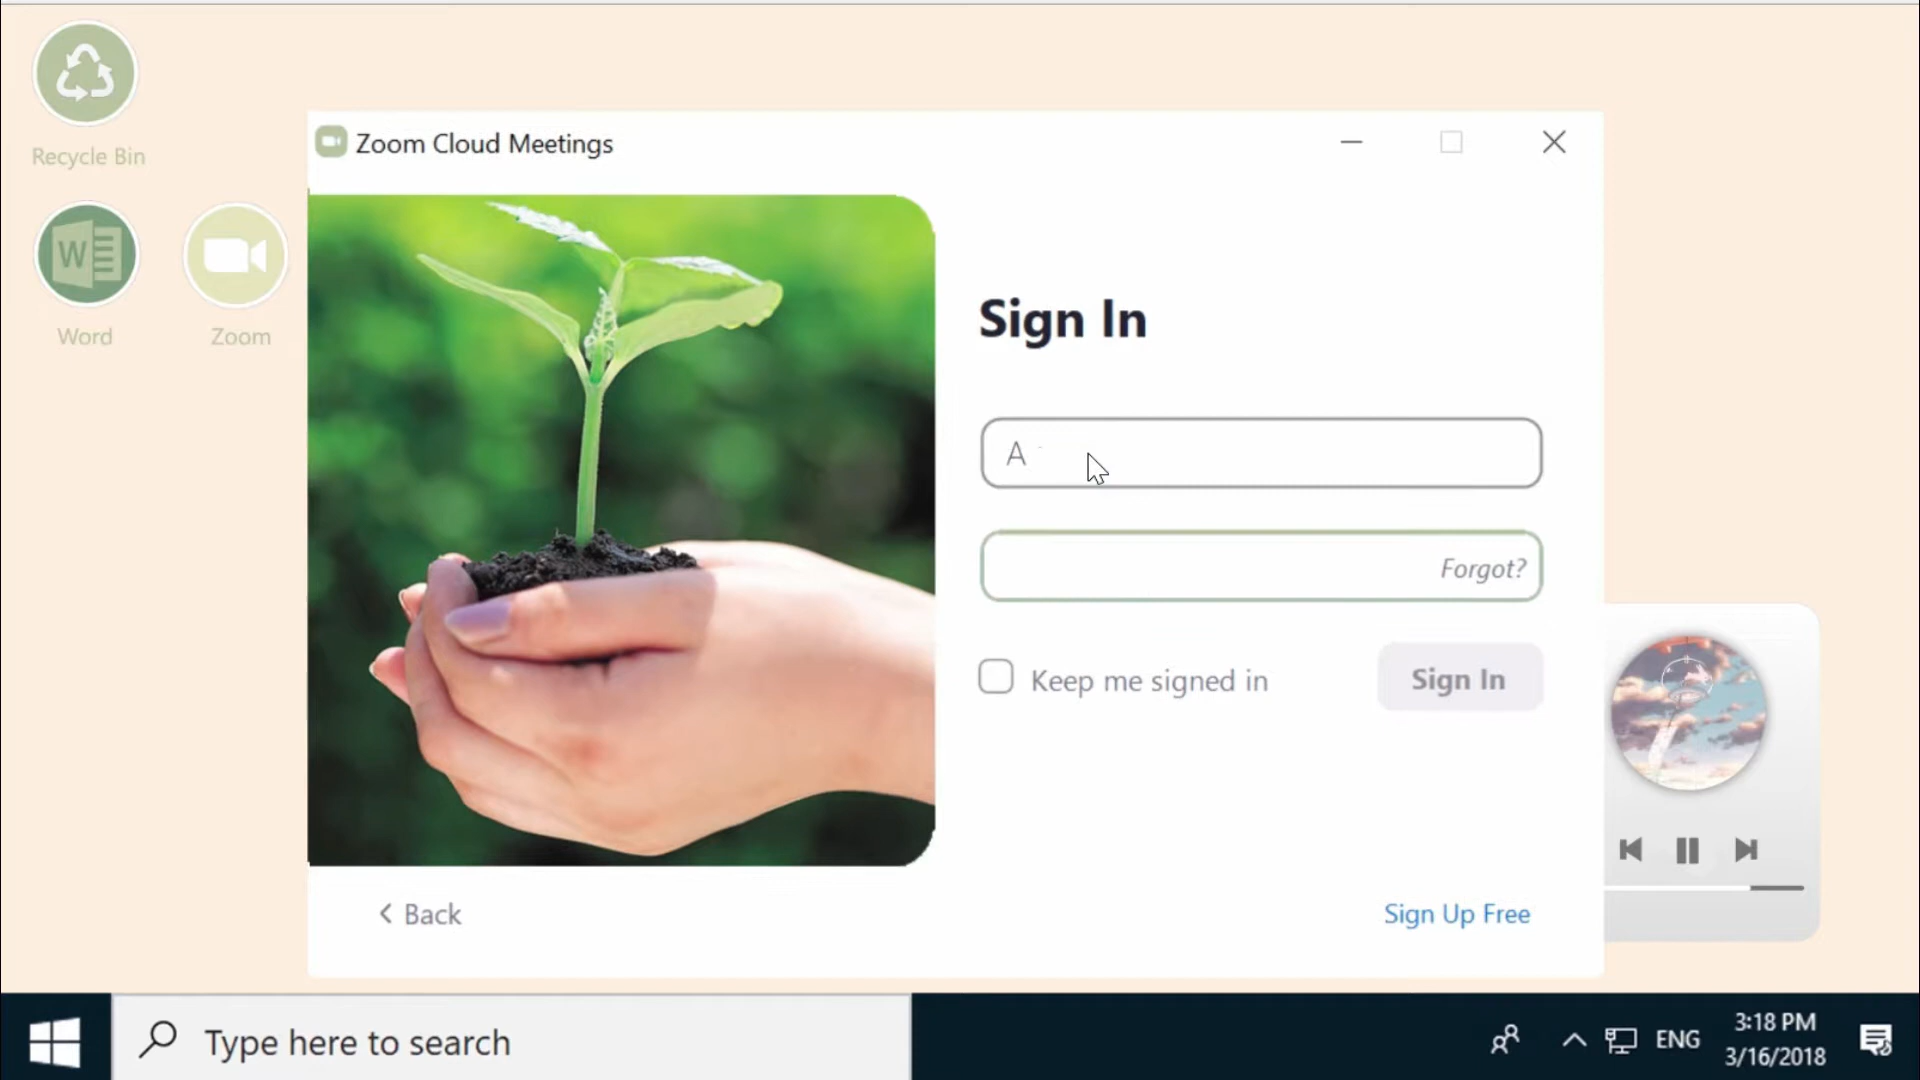 Recycle Bin
Word
Zoom
Zoom Cloud Meetings
Sign In
A
Forgot?
Keep me signed in
Sign In
Back
Sign Up Free
Type here to search
ENG
3:18 PM
3/16/2018